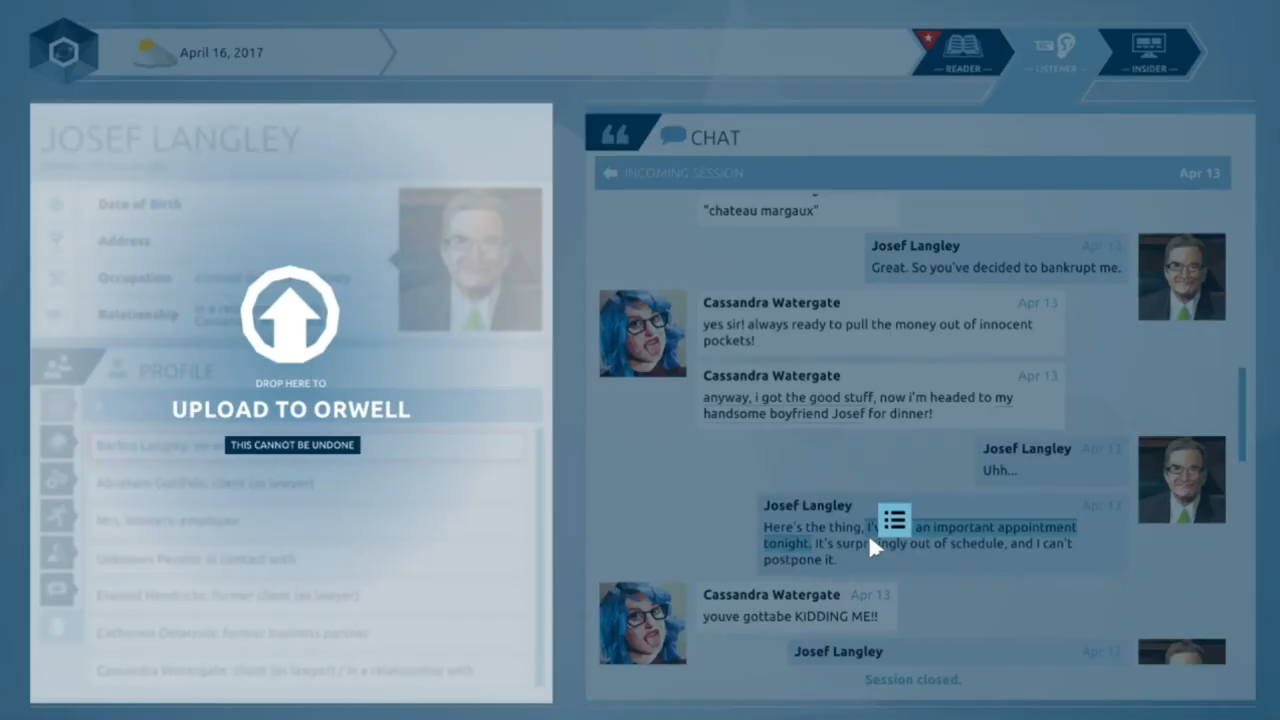 April 16, 2017
READER
LISTENER
INSIDER
JOSEF LANGLEY
Date of Birth
Address
Occupation
Relationship
PROFILE
DROP HERE TO
UPLOAD TO ORWELL
THIS CANNOT BE UNDONE
Mrs. Winters: employee
Unknown Person: in contact with
Elwood Hendricks: former client (as lawyer)
Catherine Delacroix: former business partner
Cassandra Watergate: client (as lawyer) / in a relationship with
CHAT
INCOMING SESSION
Apr 13
"chateau margaux"
Josef Langley Apr 13
Great. So you've decided to bankrupt me.
Cassandra Watergate Apr 13
yes sir! always ready to pull the money out of innocent
pockets!
Cassandra Watergate Apr 13
anyway, i got the good stuff, now i'm headed to my
handsome boyfriend Josef for dinner!
Josef Langley Apr 13
Uhh...
Josef Langley Apr 13
Here's the thing, an important appointment
tonight. It's surprisingly out of schedule, and I can't
postpone it.
Cassandra Watergate Apr 13
youve gottabe KIDDING ME!!
Josef Langley Apr 13
Session closed.